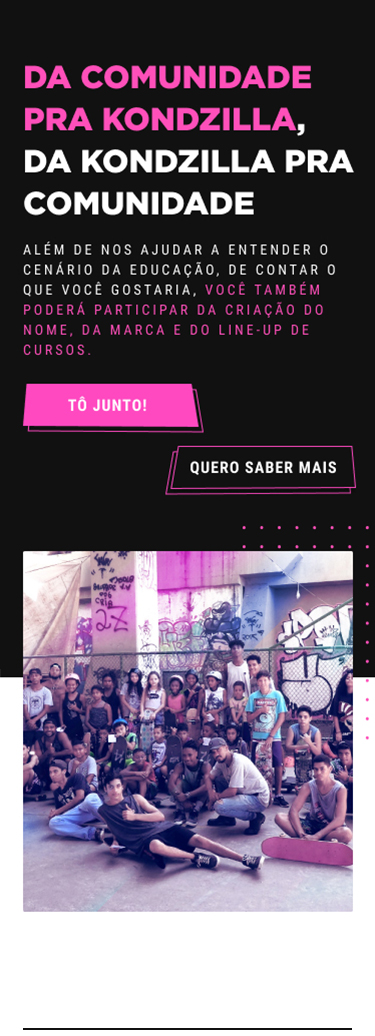 DA COMUNIDADE
PRA KONDZILLA,
DA KONDZILLA PRA
COMUNIDADE
ALÉM DE NOS AJUDAR A ENTENDER O
CENÁRIO DA EDUCAÇÃO, DE CONTAR O
QUE VOCÊ GOSTARIA, VOCÊ TAMBÉM
PODERÁ PARTICIPAR DA CRIAÇÃO DO
NOME, DA MARCA E DO LINE-UP DE
CURSOS.
TÔ JUNTO!
QUERO SABER MAIS